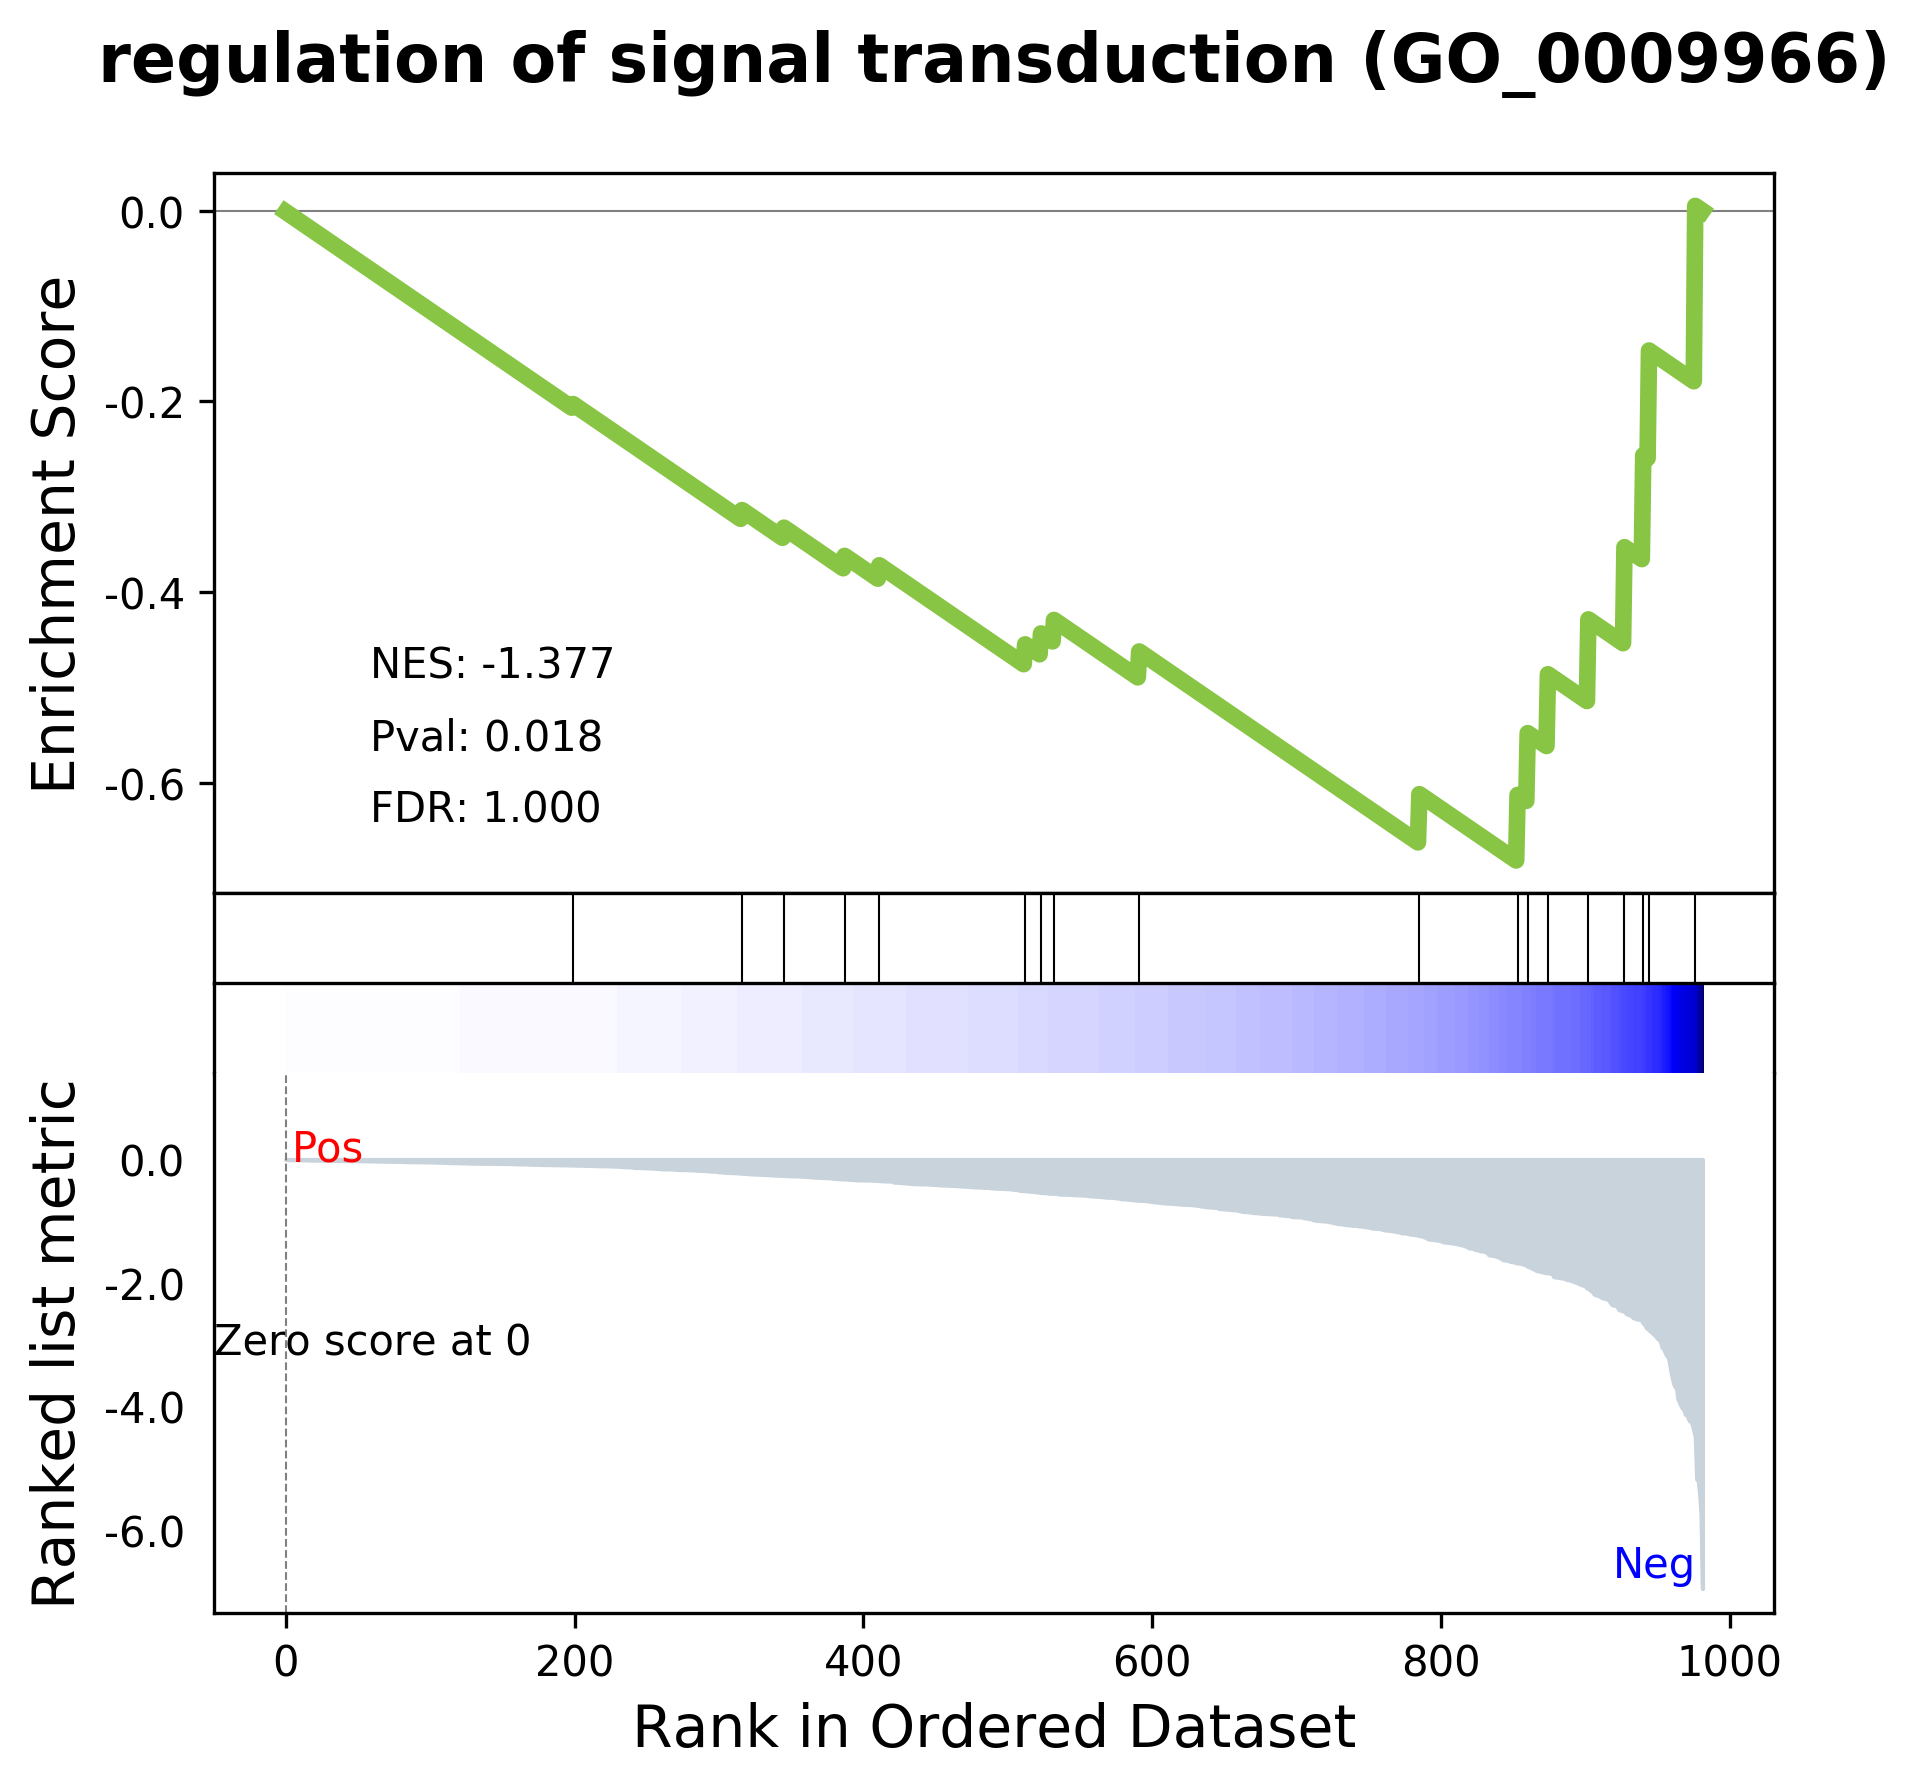 regulation of signal transduction (GO_0009966)
Enrichment Score
0.0
-0.2
-0.4
-0.6
NES: -1.377
Pval: 0.018
FDR: 1.000
Ranked list metric
0.0
-2.0
-4.0
-6.0
Pos
Zero score at 0
Neg
0 200 400 600 800 1000
Rank in Ordered Dataset